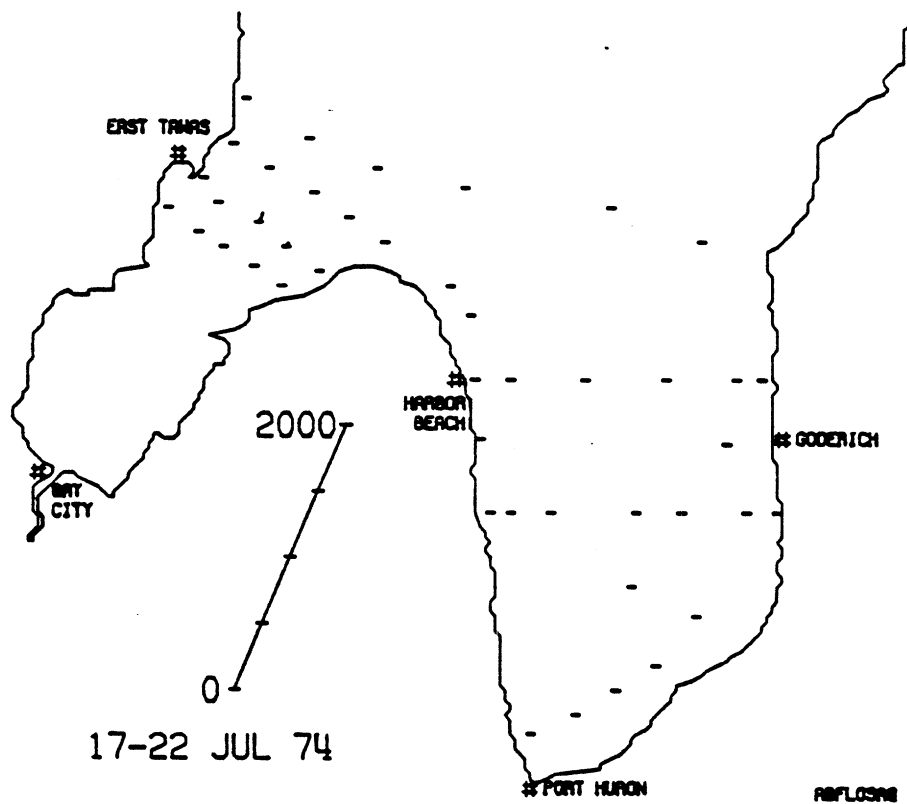 EAST TAWAS
#
2000
#
HARBOR
BEACH
# GODERICH
#
BAY
CITY
0
17-22 JUL 74
# PORT HURON